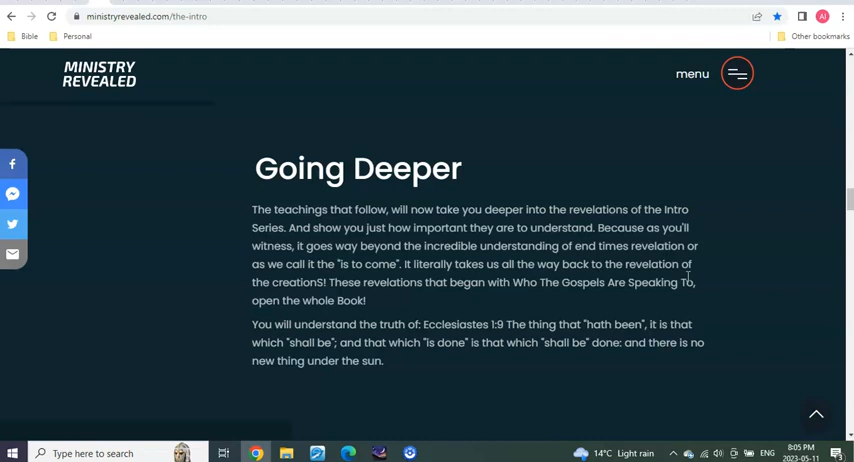 ministryrevealed.com/the-intro
Bible
Personal
Other bookmarks
MINISTRY
REVEALED
menu
Going Deeper
The teachings that follow, will now take you deeper into the revelations of the Intro
Series. And show you just how important they are to understand. Because as you'll
witness, it goes way beyond the incredible understanding of end times revelation or
as we call it the "is to come". It literally takes us all the way back to the revelation of
the creationS! These revelations that began with Who The Gospels Are Speaking To,
open the whole Book!
You will understand the truth of: Ecclesiastes 1:9 The thing that "hath been", it is that
which "shall be"; and that which "is done" is that which "shall be" done: and there is no
new thing under the sun.
Type here to search
14°C Light rain
ENG
8:05 PM
2023-05-11
3